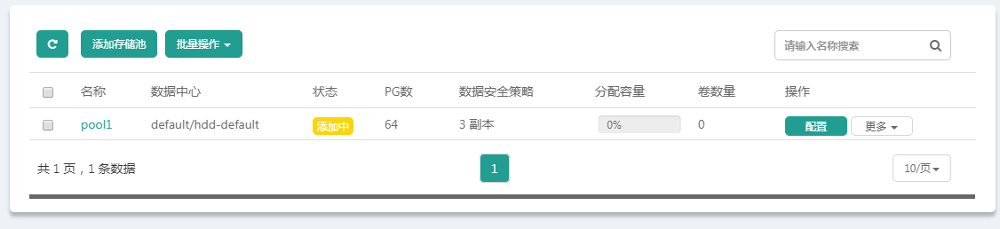 添加存储池 批量操作 请输入名称搜索
名称 数据中心 状态 PG数 数据安全策略 分配容量 卷数量 操作
pool1 default/hdd-default 添加中 64 3 副本 0% 0 配置 更多
共 1 页，1 条数据 1 10/页